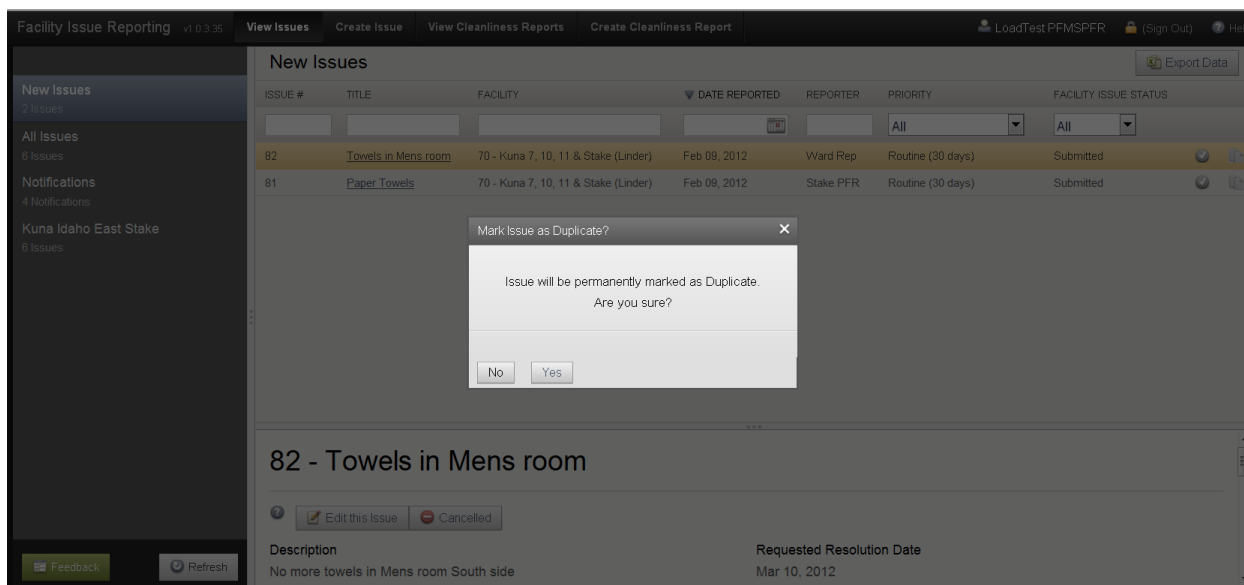 Facility Issue Reporting v1.0.3.35 View Issues Create Issue View Cleanliness Reports Create Cleanliness Report LoadTest PFMSPFR (Sign Out)
New Issues
2 Issues
All Issues
6 Issues
Notifications
4 Notifications
Kuna Idaho East Stake
6 Issues
Feedback Refresh
New Issues Export Data
ISSUE # TITLE FACILITY DATE REPORTED REPORTER PRIORITY FACILITY ISSUE STATUS
All All
82 Towels in Mens room 70 - Kuna 7, 10, 11 & Stake (Linder) Feb 09, 2012 Ward Rep Routine (30 days) Submitted
81 Paper Towels 70 - Kuna 7, 10, 11 & Stake (Linder) Feb 09, 2012 Stake PFR Routine (30 days) Submitted
Mark Issue as Duplicate?
Issue will be permanently marked as Duplicate.
Are you sure?
No Yes
82 - Towels in Mens room
Edit this Issue Cancelled
Description Requested Resolution Date
No more towels in Mens room South side Mar 10, 2012